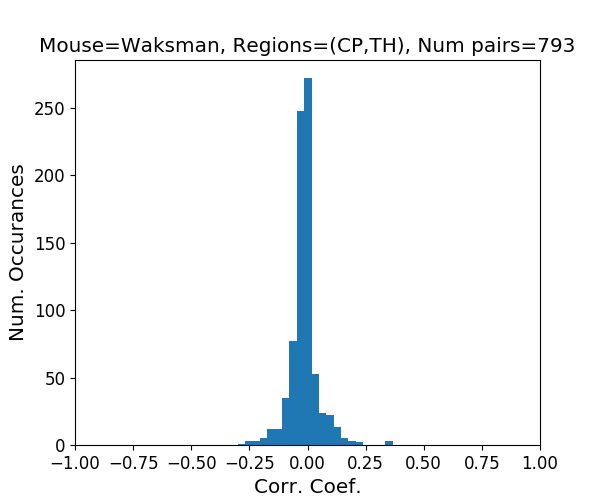 Mouse=Waksman, Regions=(CP,TH), Num pairs=793
Num. Occurances
250
200
150
100
50
0
−1.00 −0.75 −0.50 −0.25 0.00 0.25 0.50 0.75 1.00
Corr. Coef.